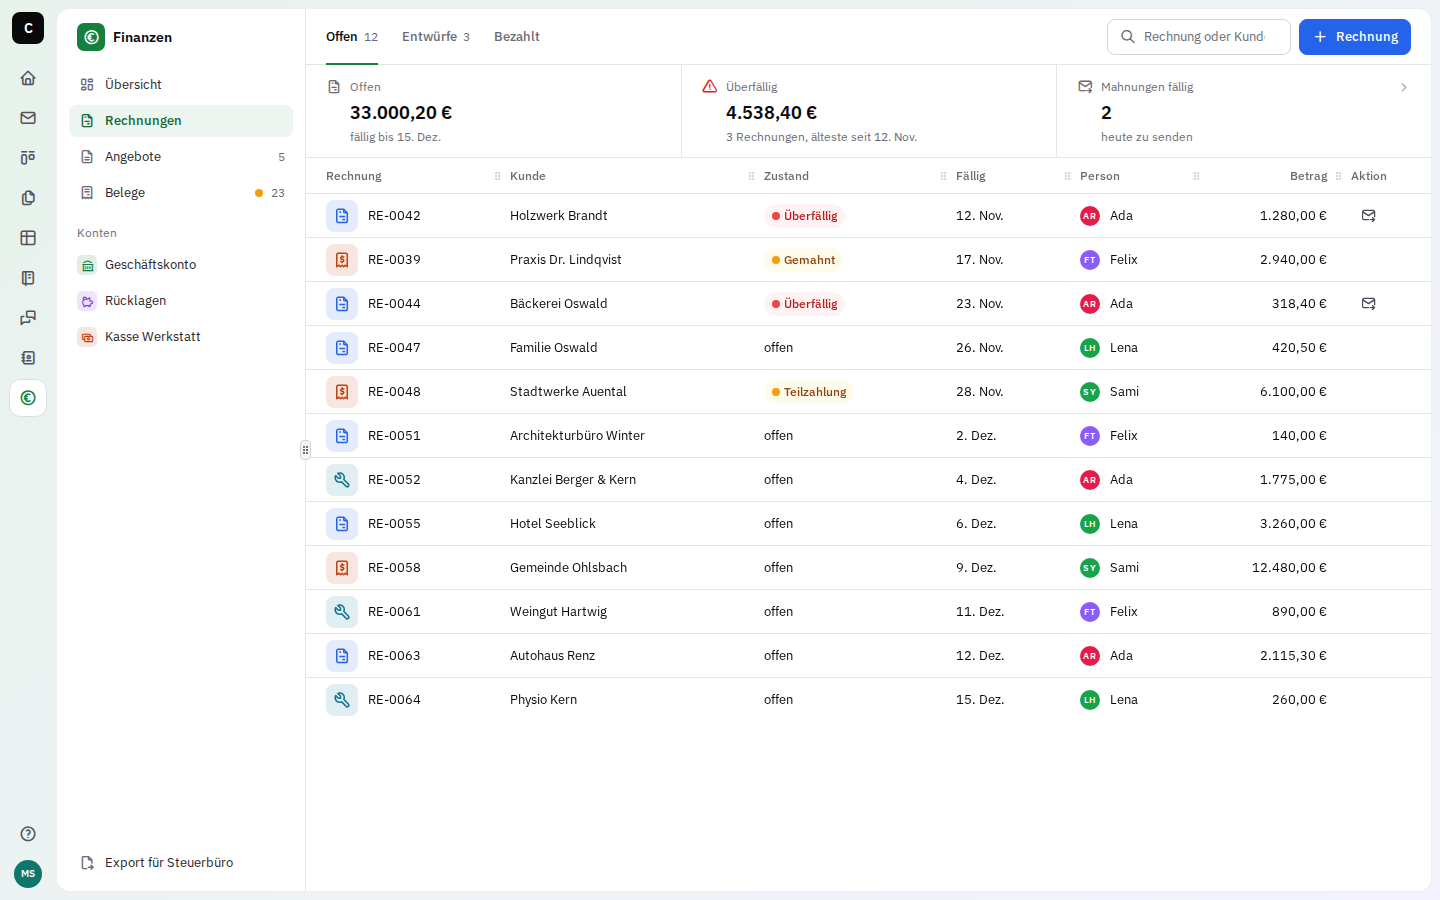 C
Finanzen
Übersicht
Rechnungen
Angebote 5
Belege 23
Konten
Geschäftskonto
Rücklagen
Kasse Werkstatt
Export für Steuerbüro
MS
Offen 12 Entwürfe 3 Bezahlt
Rechnung oder Kund
Rechnung
Offen
33.000,20 €
fällig bis 15. Dez.
Überfällig
4.538,40 €
3 Rechnungen, älteste seit 12. Nov.
Mahnungen fällig
2
heute zu senden
Rechnung Kunde Zustand Fällig Person Betrag Aktion
RE-0042 Holzwerk Brandt Überfällig 12. Nov. AR Ada 1.280,00 €
RE-0039 Praxis Dr. Lindqvist Gemahnt 17. Nov. FT Felix 2.940,00 €
RE-0044 Bäckerei Oswald Überfällig 23. Nov. AR Ada 318,40 €
RE-0047 Familie Oswald offen 26. Nov. LH Lena 420,50 €
RE-0048 Stadtwerke Auental Teilzahlung 28. Nov. SY Sami 6.100,00 €
RE-0051 Architekturbüro Winter offen 2. Dez. FT Felix 140,00 €
RE-0052 Kanzlei Berger & Kern offen 4. Dez. AR Ada 1.775,00 €
RE-0055 Hotel Seeblick offen 6. Dez. LH Lena 3.260,00 €
RE-0058 Gemeinde Ohlsbach offen 9. Dez. SY Sami 12.480,00 €
RE-0061 Weingut Hartwig offen 11. Dez. FT Felix 890,00 €
RE-0063 Autohaus Renz offen 12. Dez. AR Ada 2.115,30 €
RE-0064 Physio Kern offen 15. Dez. LH Lena 260,00 €